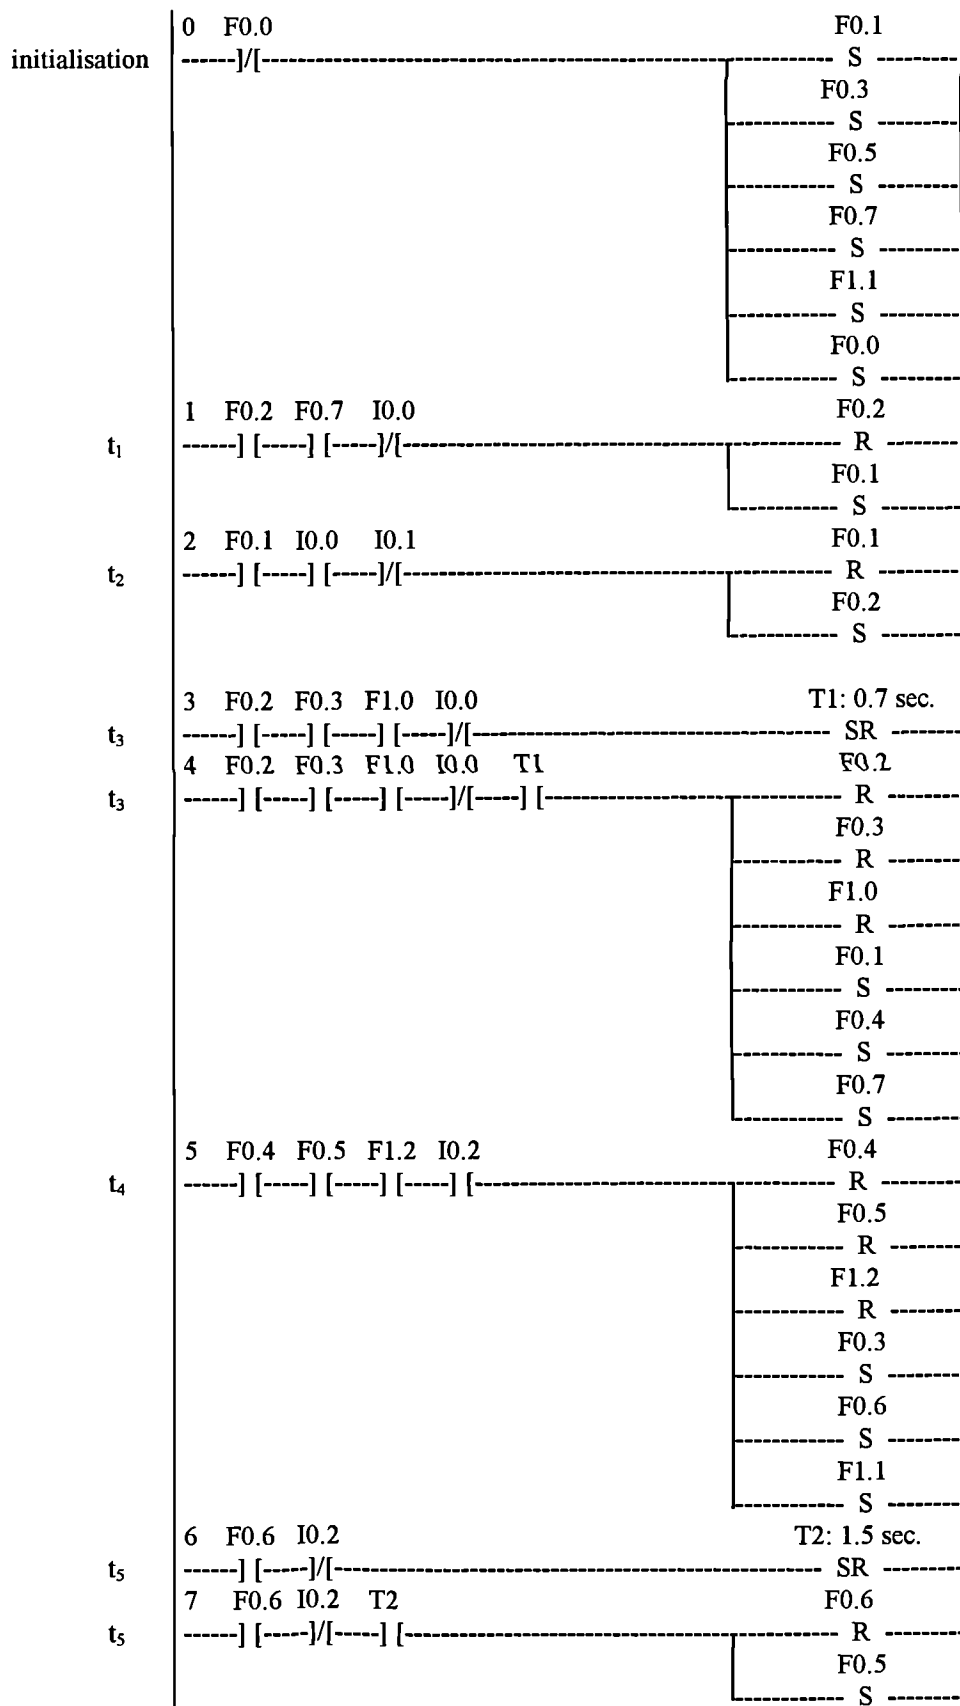 0 F0.0 F0.1
initialisation ------]/[------ S ------
F0.3
------ S ------
F0.5
------ S ------
F0.7
------ S ------
F1.1
------ S ------
F0.0
------ S ------
1 F0.2 F0.7 I0.0 F0.2
t₁ ------] [-----] [-----]/[------ R ------
F0.1
------ S ------
2 F0.1 I0.0 I0.1 F0.1
t₂ ------] [-----] [-----]/[------ R ------
F0.2
------ S ------
3 F0.2 F0.3 F1.0 I0.0 T1: 0.7 sec.
t₃ ------] [-----] [-----] [-----]/[------ SR ------
4 F0.2 F0.3 F1.0 I0.0 T1 F0.2
t₃ ------] [-----] [-----] [-----]/[-----] [------ R ------
F0.3
------ R ------
F1.0
------ R ------
F0.1
------ S ------
F0.4
------ S ------
F0.7
------ S ------
5 F0.4 F0.5 F1.2 I0.2 F0.4
t₄ ------] [-----] [-----] [-----] [------ R ------
F0.5
------ R ------
F1.2
------ R ------
F0.3
------ S ------
F0.6
------ S ------
F1.1
------ S ------
6 F0.6 I0.2 T2: 1.5 sec.
t₅ ------] [-----]/[------ SR ------
7 F0.6 I0.2 T2 F0.6
t₅ ------] [-----]/[-----] [------ R ------
F0.5
------ S ------